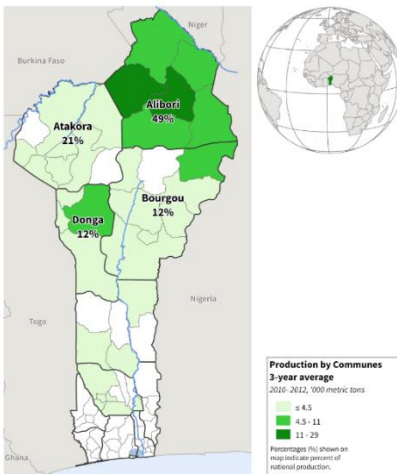 Niger
Burkina Faso
Alibori
49%
Atakora
21%
Bourgou
12%
Donga
12%
Togo
Nigeria
Ghana
Production by Communes
3-year average
2010- 2012, '000 metric tons
≤ 4.5
4.5 - 11
11 - 29
Percentages (%) shown on
map indicate percent of
national production.